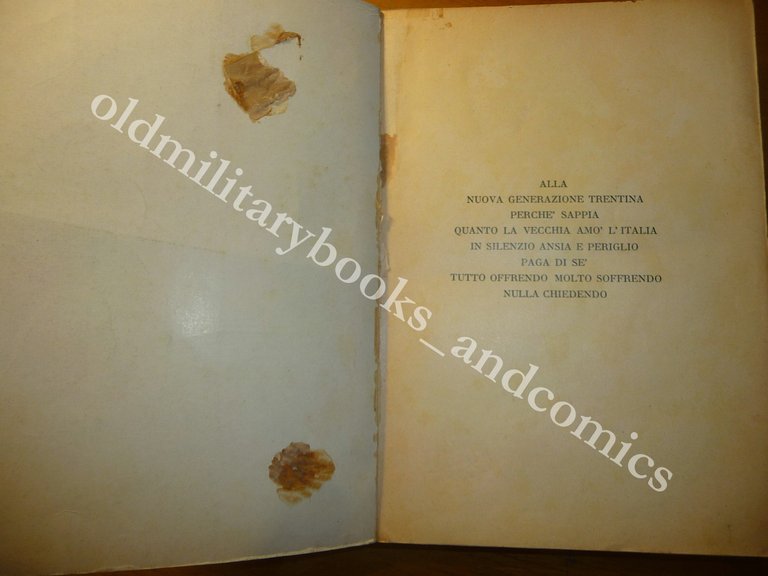 ALLA
NUOVA GENERAZIONE TRENTINA
PERCHE' SAPPIA
QUANTO LA VECCHIA AMO' L'ITALIA
IN SILENZIO ANSIA E PERIGLIO
PAGA DI SE'
TUTTO OFFRENDO MOLTO SOFFRENDO
NULLA CHIEDENDO
oldmilitarybooks_andcomics